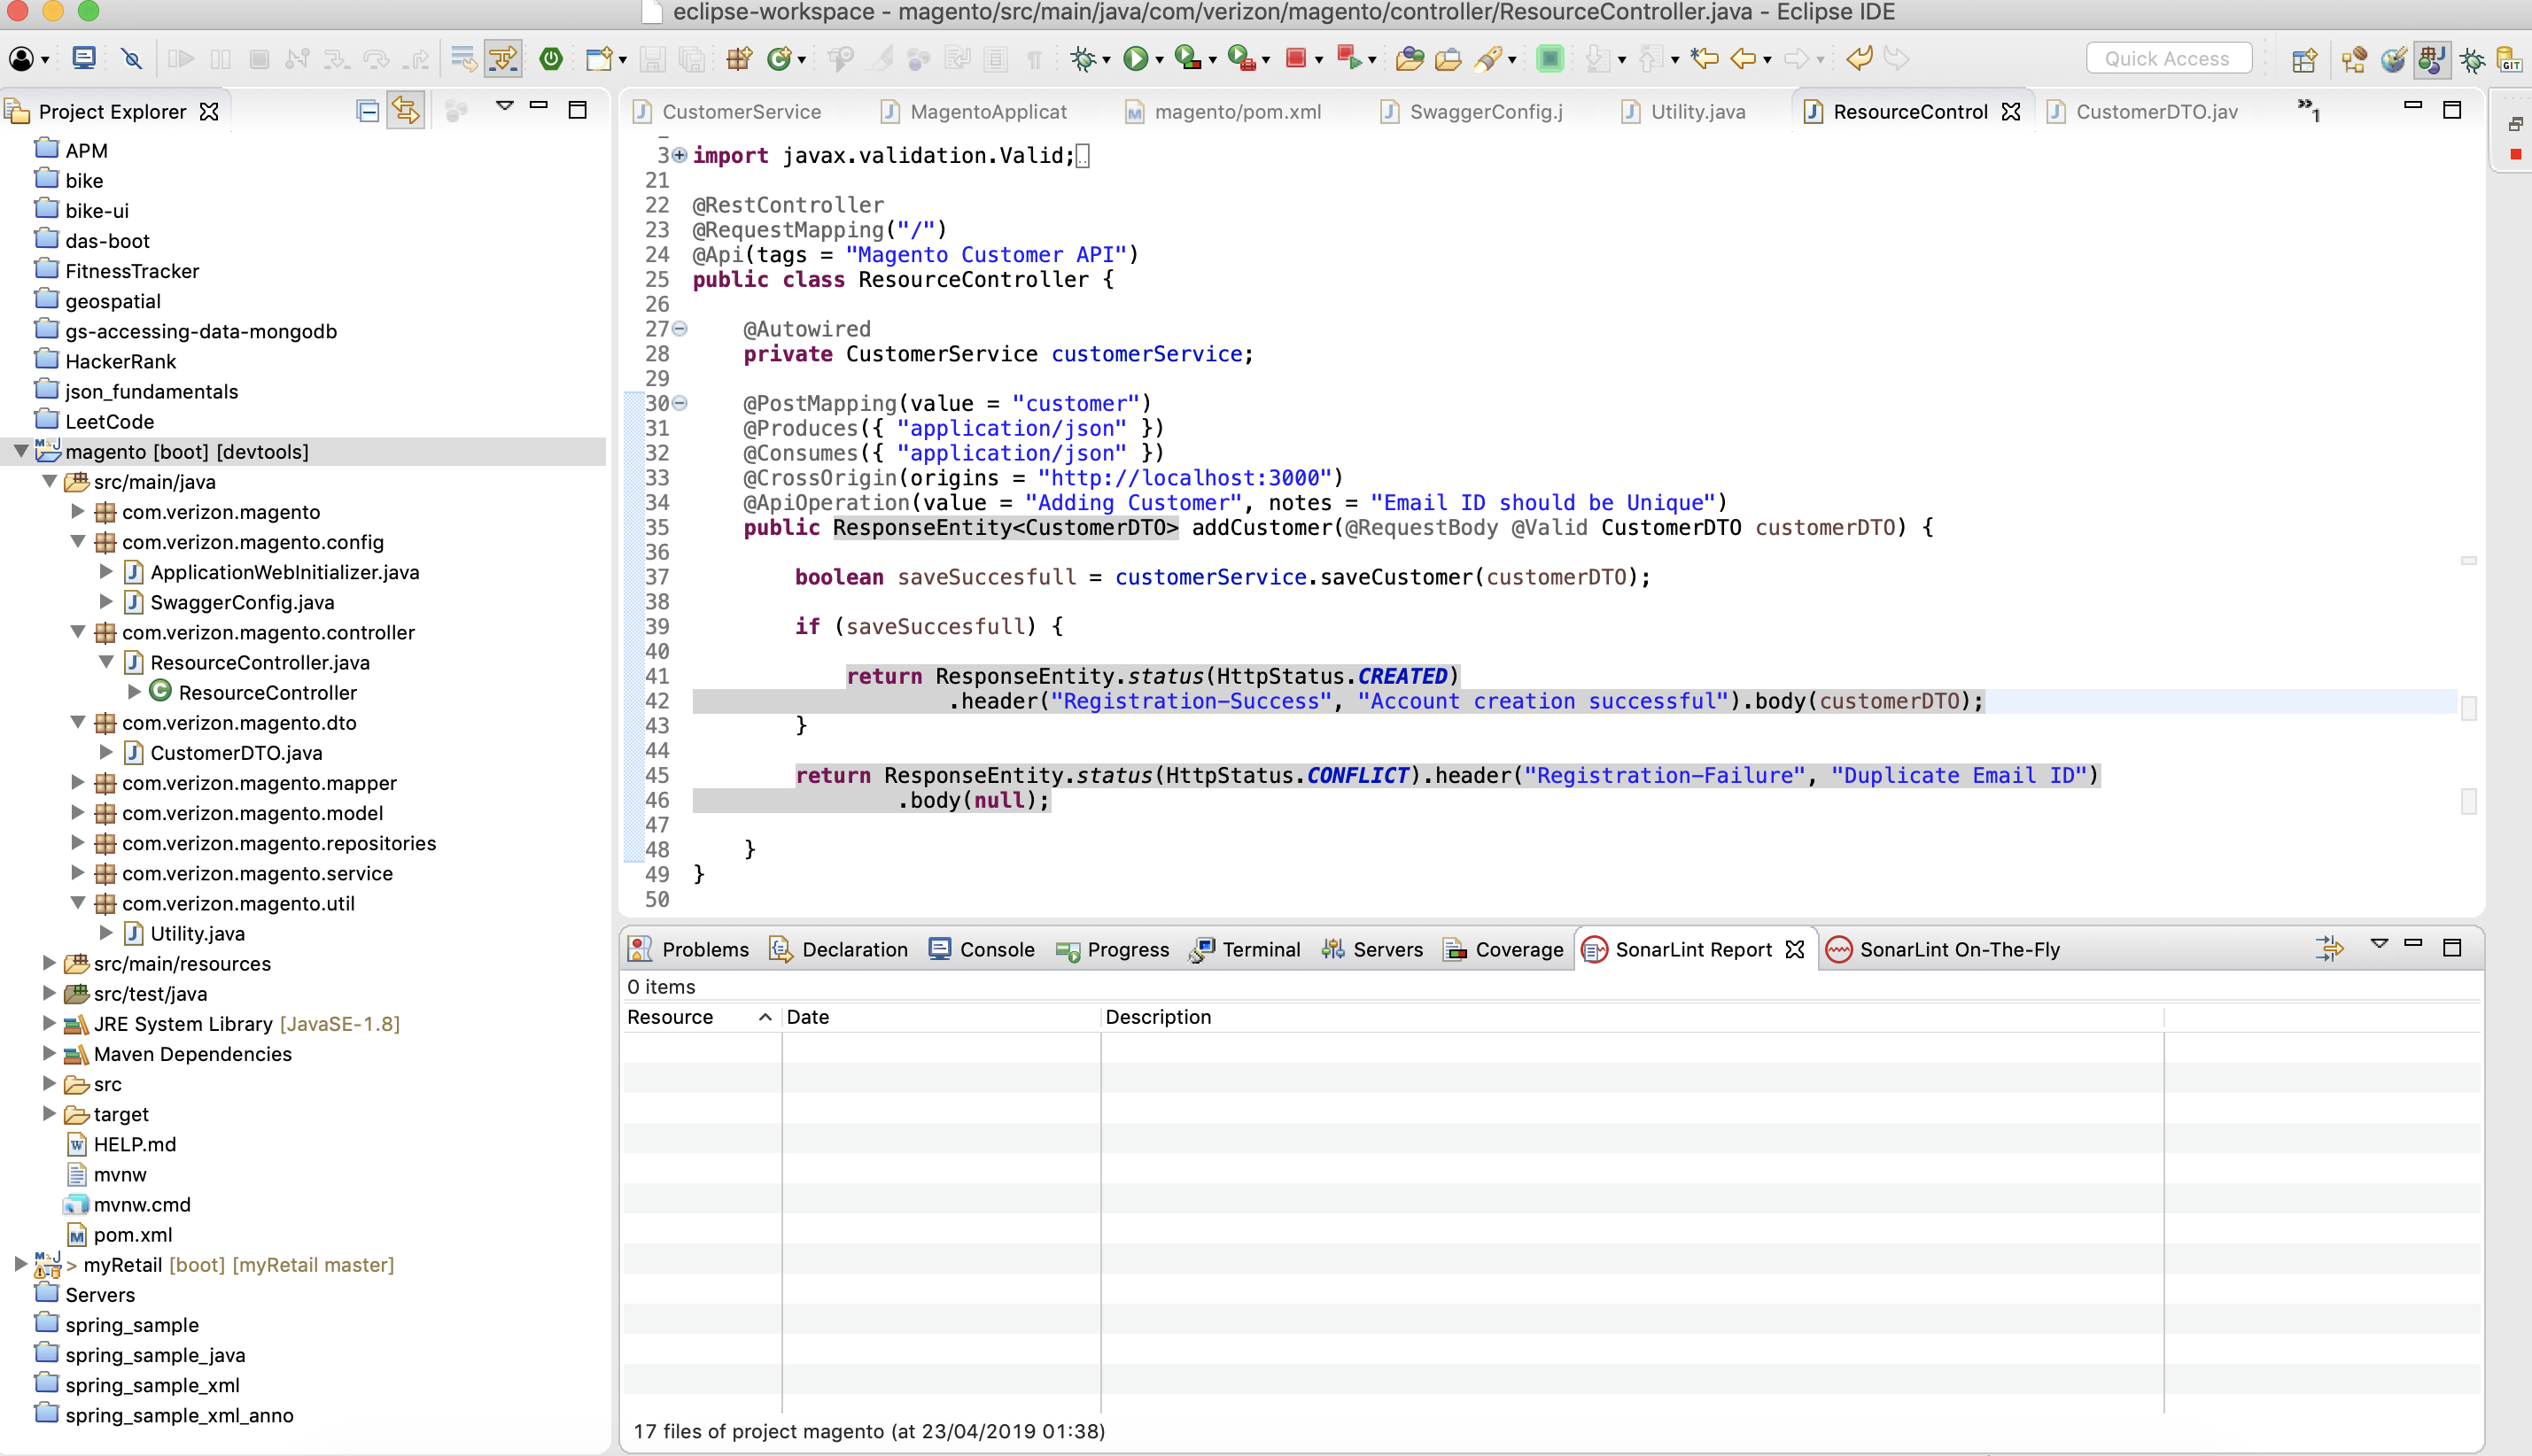 eclipse-workspace - magento/src/main/java/com/verizon/magento/controller/ResourceController.java - Eclipse IDE
Quick Access
GIT
Project Explorer
APM
bike
bike-ui
das-boot
FitnessTracker
geospatial
gs-accessing-data-mongodb
HackerRank
json_fundamentals
LeetCode
magento [boot] [devtools]
src/main/java
com.verizon.magento
com.verizon.magento.config
ApplicationWebInitializer.java
SwaggerConfig.java
com.verizon.magento.controller
ResourceController.java
ResourceController
com.verizon.magento.dto
CustomerDTO.java
com.verizon.magento.mapper
com.verizon.magento.model
com.verizon.magento.repositories
com.verizon.magento.service
com.verizon.magento.util
Utility.java
src/main/resources
src/test/java
JRE System Library [JavaSE-1.8]
Maven Dependencies
src
target
HELP.md
mvnw
mvnw.cmd
pom.xml
> myRetail [boot] [myRetail master]
Servers
spring_sample
spring_sample_java
spring_sample_xml
spring_sample_xml_anno
CustomerService MagentoApplicat magento/pom.xml SwaggerConfig.j Utility.java ResourceControl CustomerDTO.jav »1
3 import javax.validation.Valid;
21
22 @RestController
23 @RequestMapping("/")
24 @Api(tags = "Magento Customer API")
25 public class ResourceController {
26
27 @Autowired
28 private CustomerService customerService;
29
30 @PostMapping(value = "customer")
31 @Produces({ "application/json" })
32 @Consumes({ "application/json" })
33 @CrossOrigin(origins = "http://localhost:3000")
34 @ApiOperation(value = "Adding Customer", notes = "Email ID should be Unique")
35 public ResponseEntity<CustomerDTO> addCustomer(@RequestBody @Valid CustomerDTO customerDTO) {
36
37 boolean saveSuccesfull = customerService.saveCustomer(customerDTO);
38
39 if (saveSuccesfull) {
40
41 return ResponseEntity.status(HttpStatus.CREATED)
42 .header("Registration-Success", "Account creation successful").body(customerDTO);
43 }
44
45 return ResponseEntity.status(HttpStatus.CONFLICT).header("Registration-Failure", "Duplicate Email ID")
46 .body(null);
47
48 }
49 }
50
Problems Declaration Console Progress Terminal Servers Coverage SonarLint Report SonarLint On-The-Fly
0 items
Resource Date Description
17 files of project magento (at 23/04/2019 01:38)